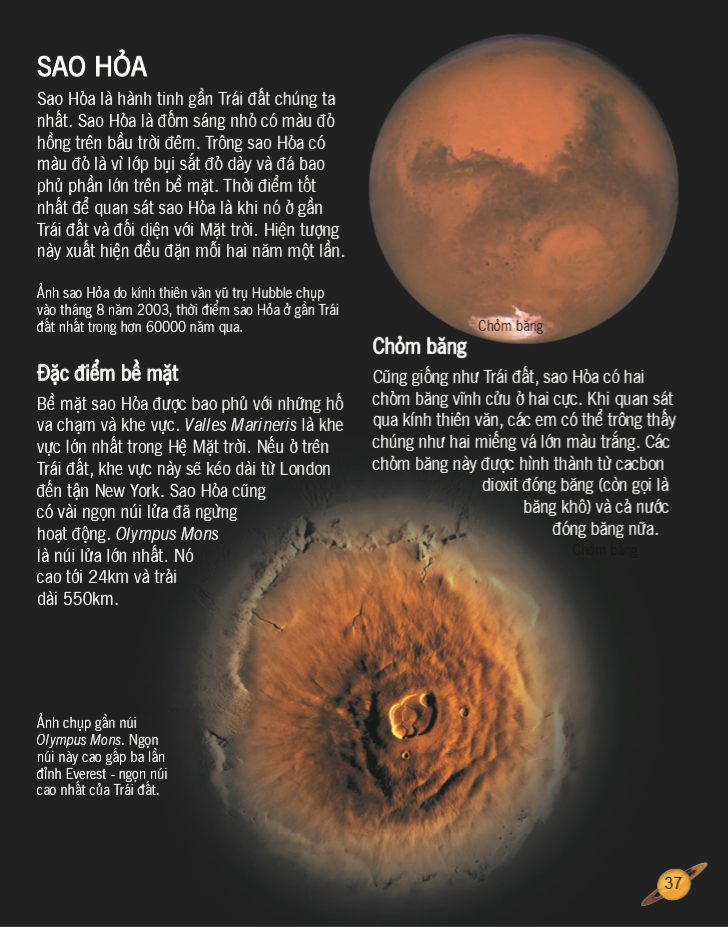 SAO HỎA
Sao Hỏa là hành tinh gần Trái đất chúng ta
nhất. Sao Hỏa là đốm sáng nhỏ có màu đỏ
hồng trên bầu trời đêm. Trông sao Hỏa có
màu đỏ là vì lớp bụi sắt đỏ dày và đá bao
phủ phần lớn trên bề mặt. Thời điểm tốt
nhất để quan sát sao Hỏa là khi nó ở gần
Trái đất và đối diện với Mặt trời. Hiện tượng
này xuất hiện đều đặn mỗi hai năm một lần.
Ảnh sao Hỏa do kính thiên văn vũ trụ Hubble chụp
vào tháng 8 năm 2003, thời điểm sao Hỏa ở gần Trái
đất nhất trong hơn 60000 năm qua.
Đặc điểm bề mặt
Bề mặt sao Hỏa được bao phủ với những hố
va chạm và khe vực. Valles Marineris là khe
vực lớn nhất trong Hệ Mặt trời. Nếu ở trên
Trái đất, khe vực này sẽ kéo dài từ London
đến tận New York. Sao Hỏa cũng
có vài ngọn núi lửa đã ngừng
hoạt động. Olympus Mons
là núi lửa lớn nhất. Nó
cao tới 24km và trải
dài 550km.
Ảnh chụp gần núi
Olympus Mons. Ngọn
núi này cao gấp ba lần
đỉnh Everest - ngọn núi
cao nhất của Trái đất.
Chỏm băng
Chỏm băng
Cũng giống như Trái đất, sao Hỏa có hai
chỏm băng vĩnh cửu ở hai cực. Khi quan sát
qua kính thiên văn, các em có thể trông thấy
chúng như hai miếng vá lớn màu trắng. Các
chỏm băng này được hình thành từ cacbon
dioxit đóng băng (còn gọi là
băng khô) và cả nước
đóng băng nữa.
Chỏm băng
37